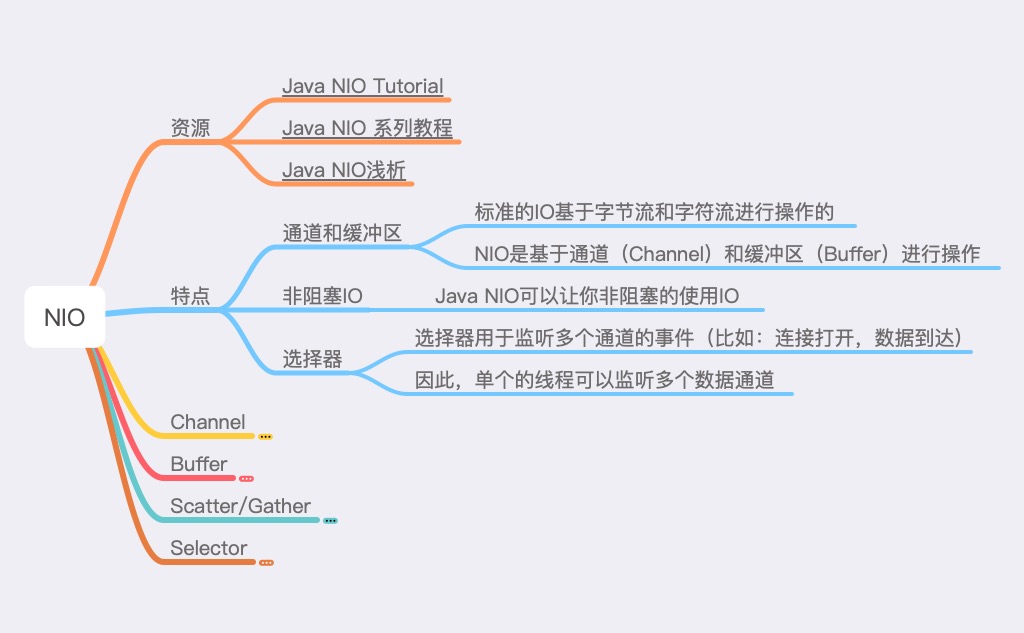 Java NIO Tutorial
资源
Java NIO 系列教程
Java NIO浅析
标准的IO基于字节流和字符流进行操作的
通道和缓冲区
NIO是基于通道（Channel）和缓冲区（Buffer）进行操作
特点
非阻塞IO
Java NIO可以让你非阻塞的使用IO
NIO
选择器用于监听多个通道的事件（比如：连接打开，数据到达）
选择器
因此，单个的线程可以监听多个数据通道
Channel
Buffer
Scatter/Gather
Selector